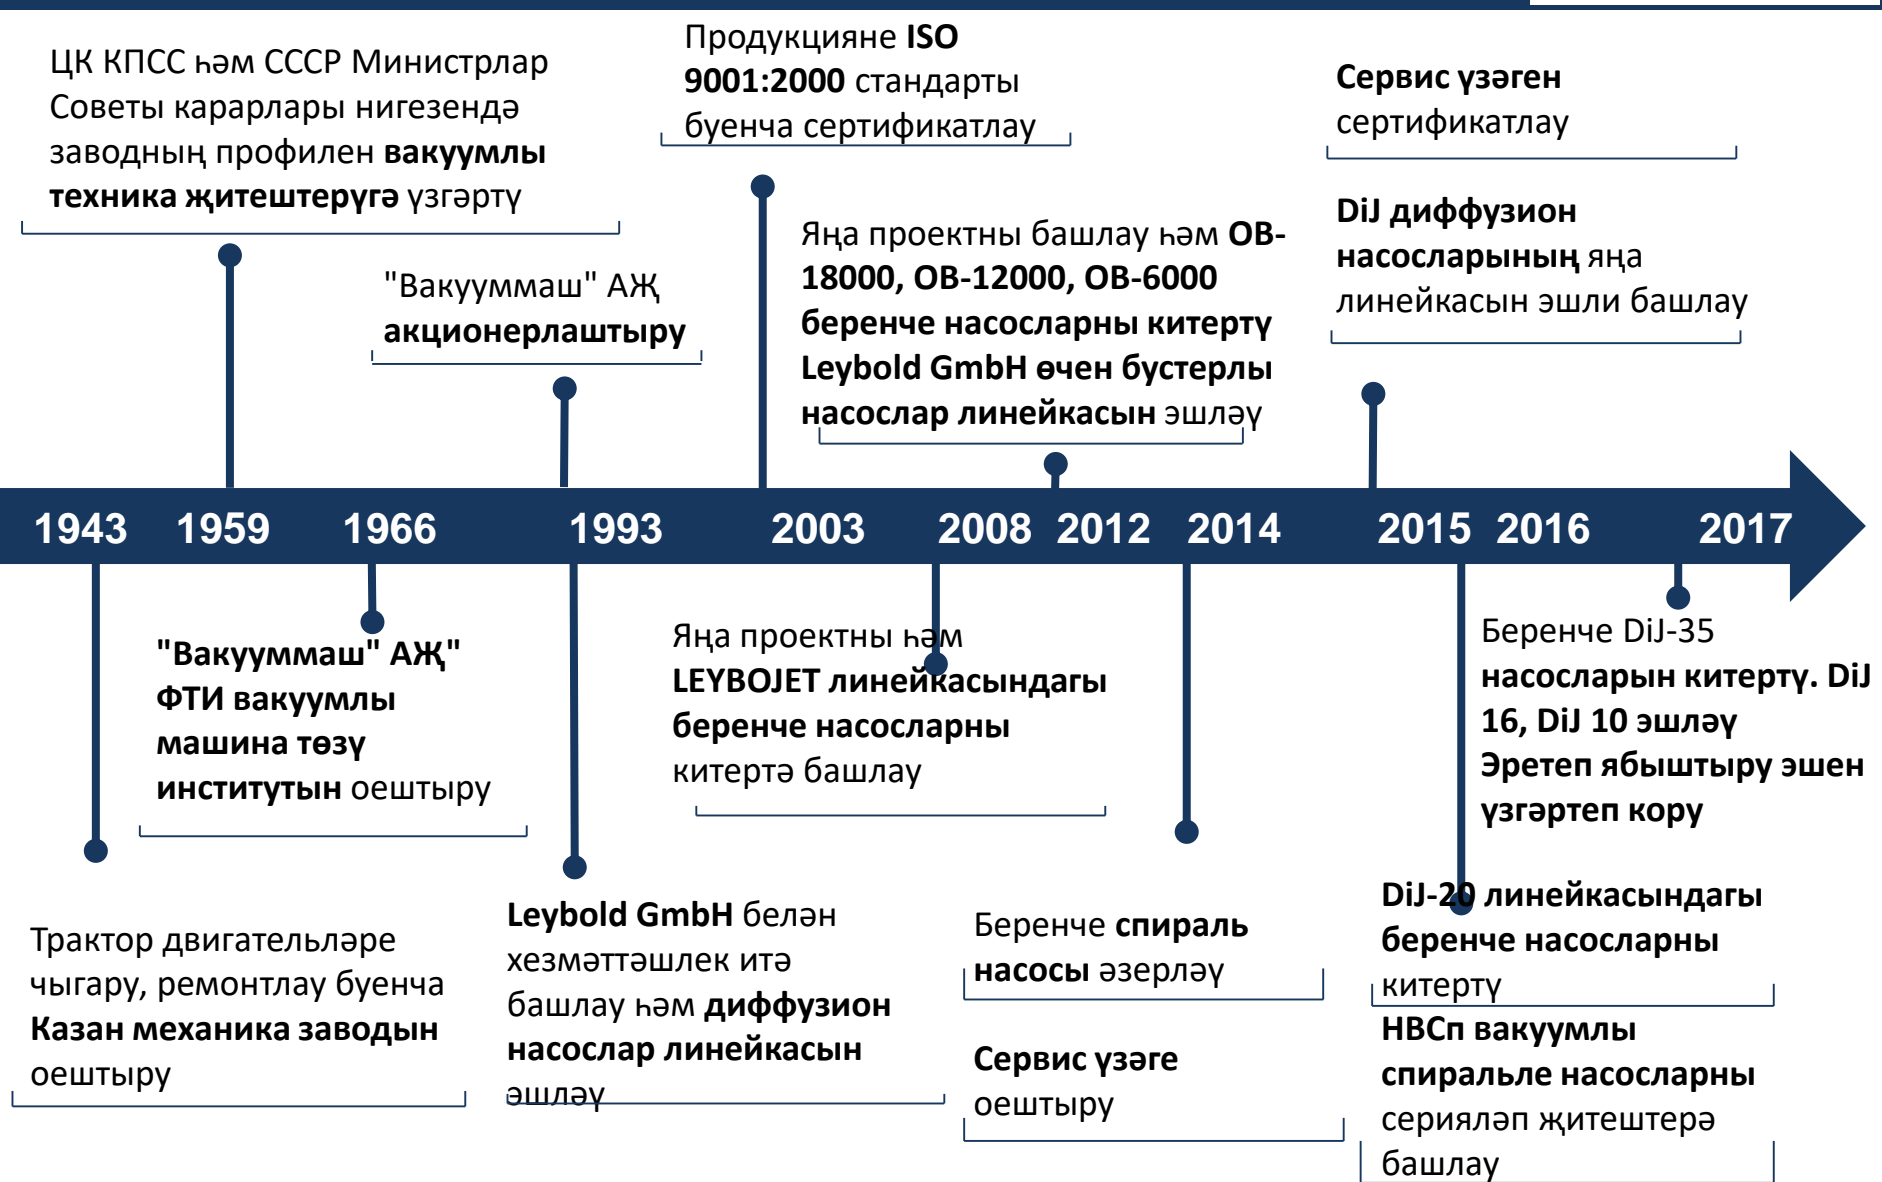 ЦК КПСС һәм СССР Министрлар
Советы карарлары нигезендә
заводның профилен вакуумлы
техника җитештерүгә үзгәртү
"Вакууммаш" АҖ
акционерлаштыру
Продукцияне ISO
9001:2000 стандарты
буенча сертификатлау
Яңа проектны башлау һәм ОВ-
18000, ОВ-12000, ОВ-6000
беренче насосларны китертү
Leybold GmbH өчен бустерлы
насослар линейкасын эшләү
Сервис үзәген
сертификатлау
DiJ диффузион
насосларының яңа
линейкасын эшли башлау
1943 1959 1966 1993 2003 2008 2012 2014 2015 2016 2017
Трактор двигательләре
чыгару, ремонтлау буенча
Казан механика заводын
оештыру
"Вакууммаш" АҖ"
ФТИ вакуумлы
машина төзү
институтын оештыру
Leybold GmbH белән
хезмәттәшлек итә
башлау һәм диффузион
насослар линейкасын
эшләү
Яңа проектны һәм
LEYBOJET линейкасындагы
беренче насосларны
китертә башлау
Беренче спираль
насосы әзерләү
Сервис үзәге
оештыру
Беренче DiJ-35
насосларын китертү. DiJ
16, DiJ 10 эшләү
Эретеп ябыштыру эшен
үзгәртеп кору
DiJ-20 линейкасындагы
беренче насосларны
китертү
НВСп вакуумлы
спиральле насосларны
серияләп җитештерә
башлау